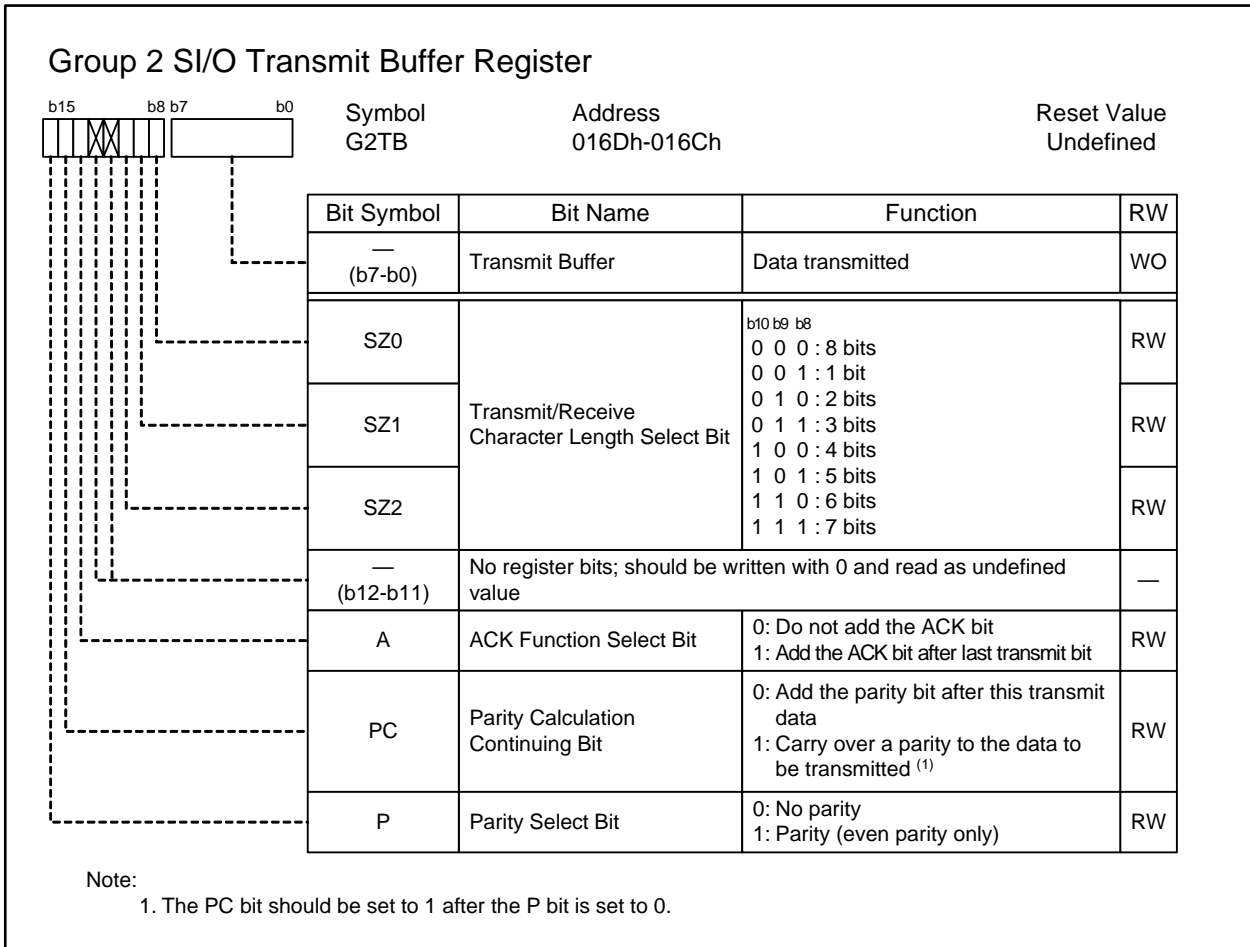 Group 2 SI/O Transmit Buffer Register
b15 b8 b7 b0
Symbol Address Reset Value
G2TB 016Dh-016Ch Undefined
Bit Symbol Bit Name Function RW
— (b7-b0) Transmit Buffer Data transmitted WO
SZ0 RW
SZ1 RW
SZ2 RW
Transmit/Receive
Character Length Select Bit
b10 b9 b8
0 0 0 : 8 bits
0 0 1 : 1 bit
0 1 0 : 2 bits
0 1 1 : 3 bits
1 0 0 : 4 bits
1 0 1 : 5 bits
1 1 0 : 6 bits
1 1 1 : 7 bits
— (b12-b11) No register bits; should be written with 0 and read as undefined
value —
A ACK Function Select Bit 0: Do not add the ACK bit
1: Add the ACK bit after last transmit bit RW
PC Parity Calculation
Continuing Bit
0: Add the parity bit after this transmit
data
1: Carry over a parity to the data to
be transmitted (1) RW
P Parity Select Bit 0: No parity
1: Parity (even parity only) RW
Note:
1. The PC bit should be set to 1 after the P bit is set to 0.